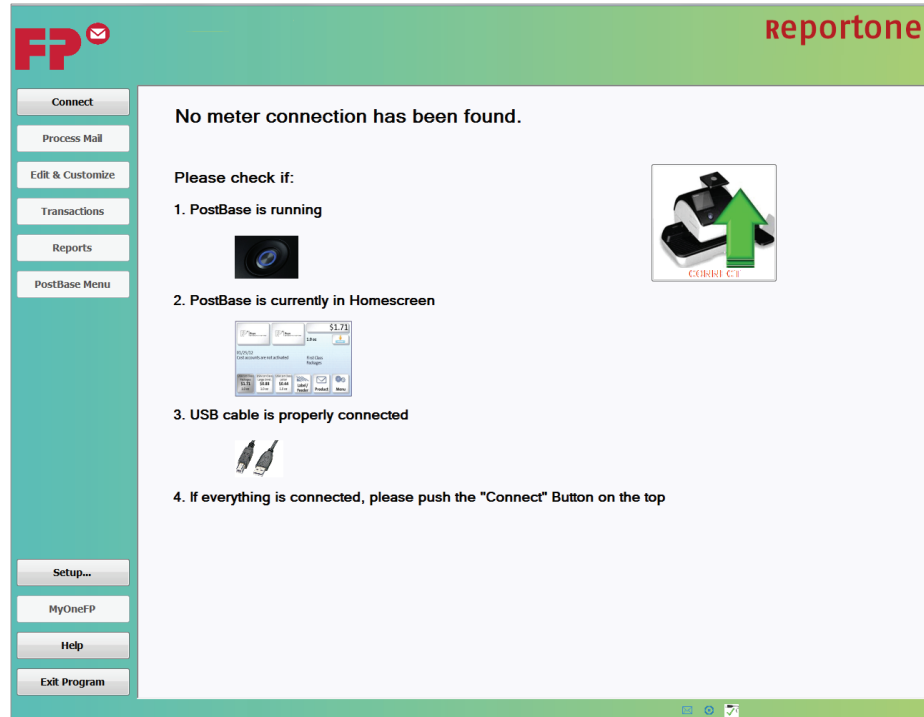 FP
Reportone
Connect
Process Mail
Edit & Customize
Transactions
Reports
PostBase Menu
No meter connection has been found.
Please check if:
1. PostBase is running
CORRECT
2. PostBase is currently in Homescreen
$1.71
3. USB cable is properly connected
4. If everything is connected, please push the "Connect" Button on the top
Setup...
MyOneFP
Help
Exit Program